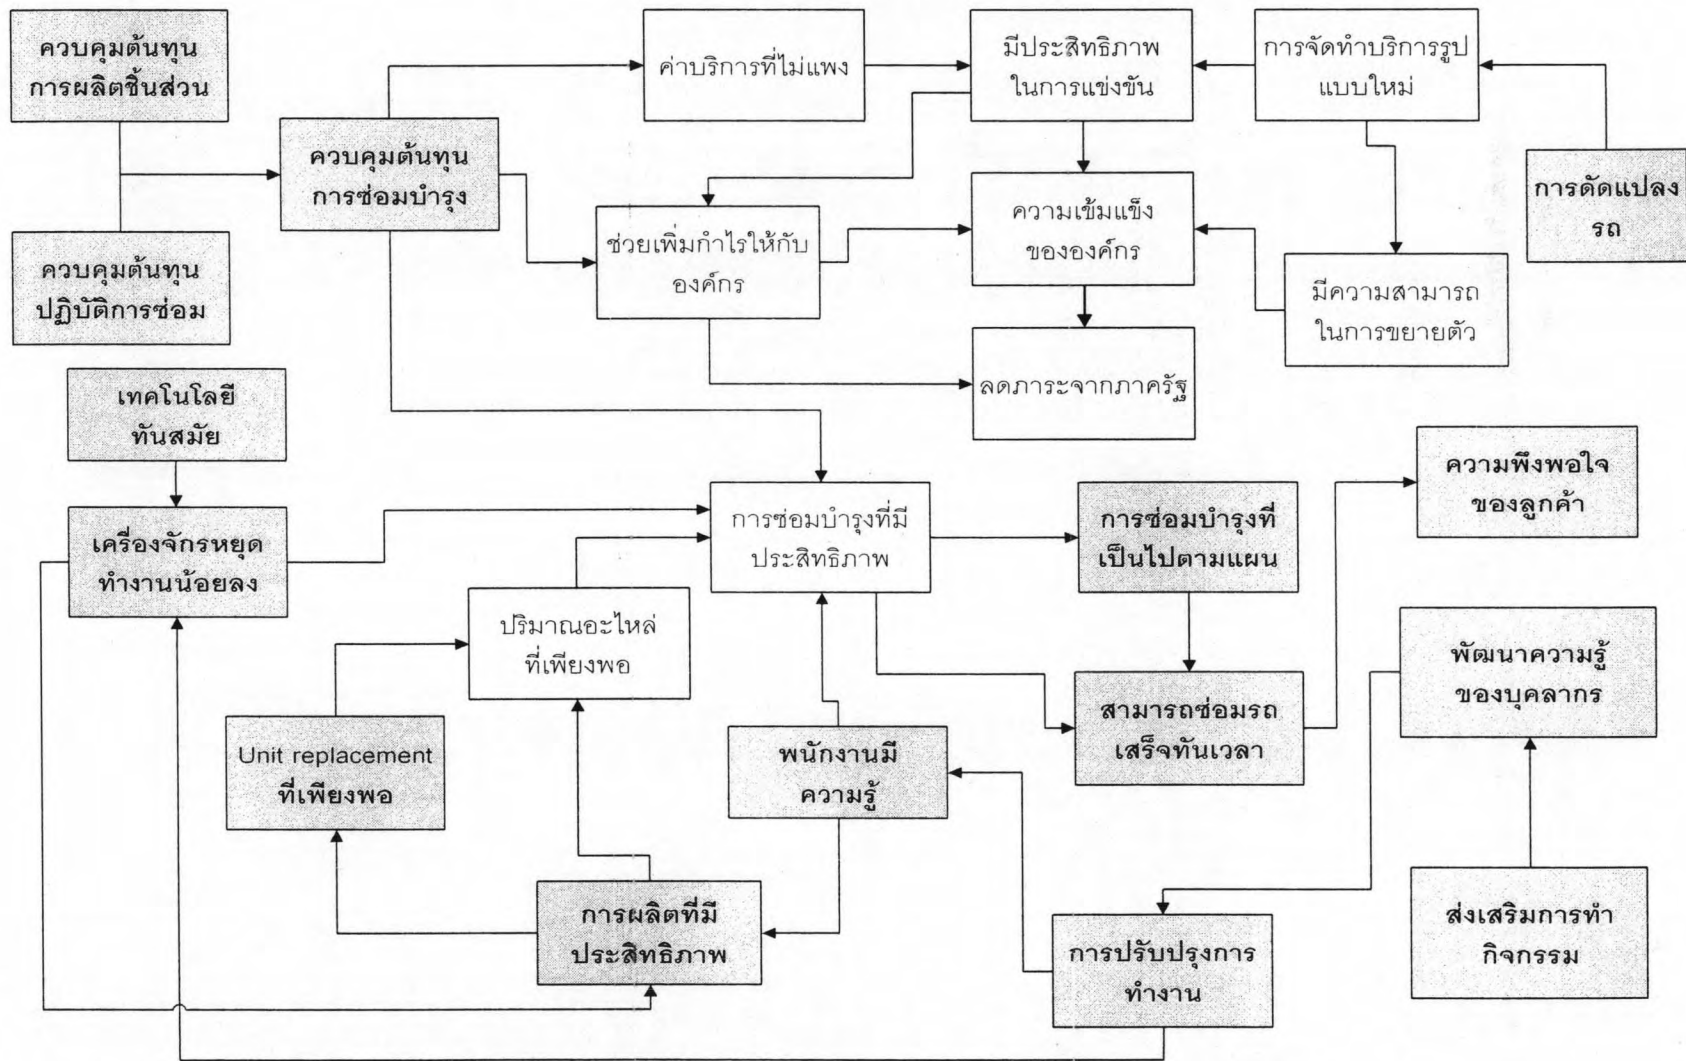 ควบคุมต้นทุน
การผลิตชิ้นส่วน
ค่าบริการที่ไม่แพง
มีประสิทธิภาพ
ในการแข่งขัน
การจัดทำบริการรูป
แบบใหม่
ควบคุมต้นทุน
การซ่อมบำรุง
การดัดแปลง
รถ
ควบคุมต้นทุน
ปฏิบัติการซ่อม
ช่วยเพิ่มกำไรให้กับ
องค์กร
ความเข้มแข็ง
ขององค์กร
มีความสามารถ
ในการขยายตัว
ลดภาระจากภาครัฐ
เทคโนโลยี
ทันสมัย
ความพึงพอใจ
ของลูกค้า
เครื่องจักรหยุด
ทำงานน้อยลง
การซ่อมบำรุงที่มี
ประสิทธิภาพ
การซ่อมบำรุงที่
เป็นไปตามแผน
ปริมาณอะไหล่
ที่เพียงพอ
พัฒนาความรู้
ของบุคลากร
Unit replacement
ที่เพียงพอ
พนักงานมี
ความรู้
สามารถซ่อมรถ
เสร็จทันเวลา
การผลิตที่มี
ประสิทธิภาพ
การปรับปรุงการ
ทำงาน
ส่งเสริมการทำ
กิจกรรม